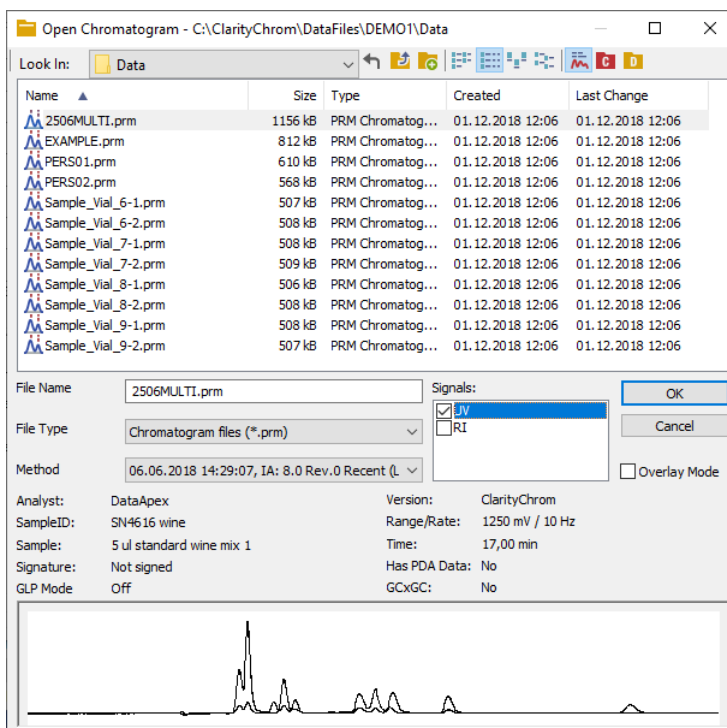 Open Chromatogram - C:\ClarityChrom\DataFiles\DEMO1\Data
Look In: Data
C D
Name Size Type Created Last Change
2506MULTI.prm 1156 kB PRM Chromatog... 01.12.2018 12:06 01.12.2018 12:06
EXAMPLE.prm 812 kB PRM Chromatog... 01.12.2018 12:06 01.12.2018 12:06
PERS01.prm 610 kB PRM Chromatog... 01.12.2018 12:06 01.12.2018 12:06
PERS02.prm 568 kB PRM Chromatog... 01.12.2018 12:06 01.12.2018 12:06
Sample_Vial_6-1.prm 507 kB PRM Chromatog... 01.12.2018 12:06 01.12.2018 12:06
Sample_Vial_6-2.prm 508 kB PRM Chromatog... 01.12.2018 12:06 01.12.2018 12:06
Sample_Vial_7-1.prm 508 kB PRM Chromatog... 01.12.2018 12:06 01.12.2018 12:06
Sample_Vial_7-2.prm 509 kB PRM Chromatog... 01.12.2018 12:06 01.12.2018 12:06
Sample_Vial_8-1.prm 506 kB PRM Chromatog... 01.12.2018 12:06 01.12.2018 12:06
Sample_Vial_8-2.prm 508 kB PRM Chromatog... 01.12.2018 12:06 01.12.2018 12:06
Sample_Vial_9-1.prm 508 kB PRM Chromatog... 01.12.2018 12:06 01.12.2018 12:06
Sample_Vial_9-2.prm 507 kB PRM Chromatog... 01.12.2018 12:06 01.12.2018 12:06
File Name 2506MULTI.prm Signals: OK
UV
RI
File Type Chromatogram files (*.prm) Cancel
Method 06.06.2018 14:29:07, IA: 8.0 Rev.0 Recent (L Overlay Mode
Analyst: DataApex Version: ClarityChrom
SampleID: SN4616 wine Range/Rate: 1250 mV / 10 Hz
Sample: 5 ul standard wine mix 1 Time: 17,00 min
Signature: Not signed Has PDA Data: No
GLP Mode Off GCxGC: No